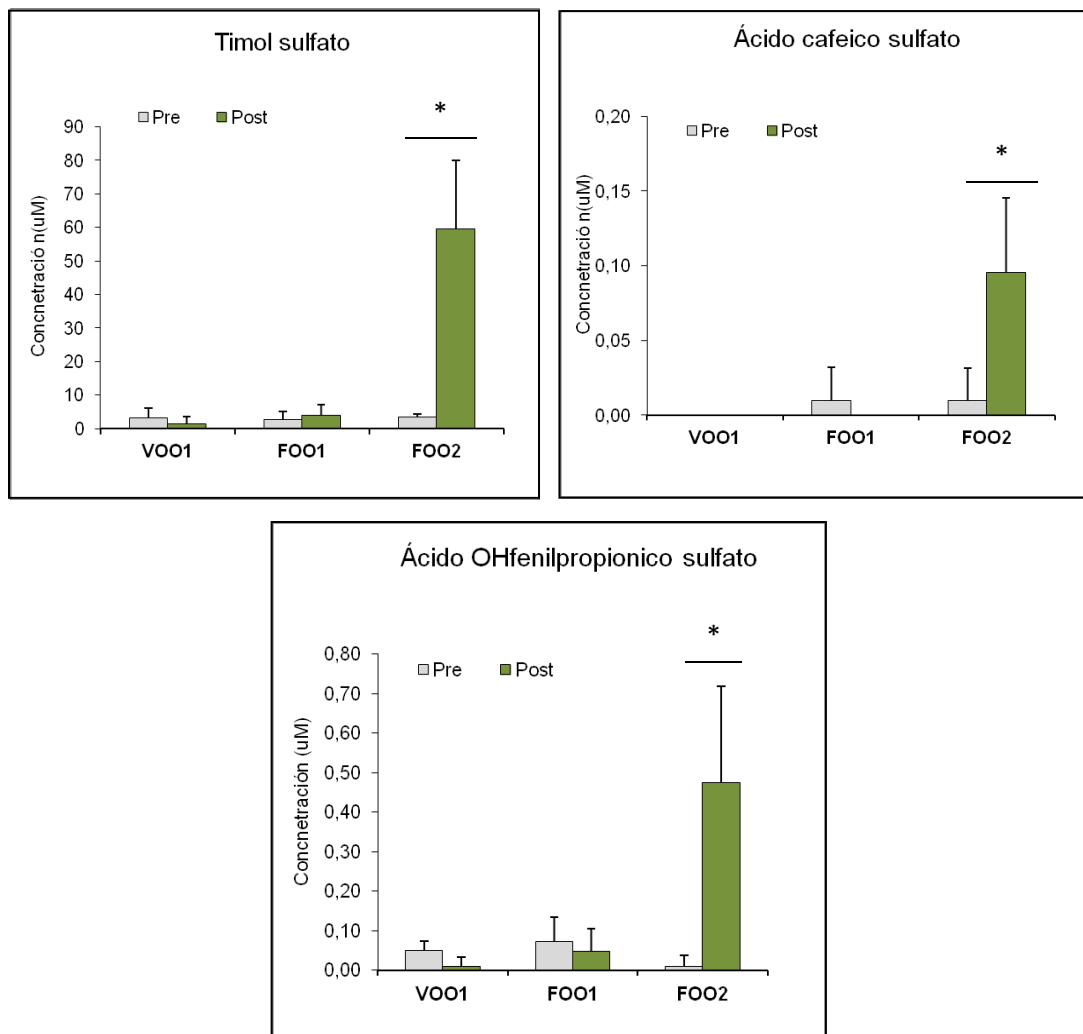 Timol sulfato
Pre Post
*
90
80
70
60
50
40
30
20
10
0
Concnetració n(uM)
VOO1 FOO1 FOO2
Ácido cafeico sulfato
Pre Post
*
0,20
0,15
0,10
0,05
0,00
Concnetració n(uM)
VOO1 FOO1 FOO2
Ácido OHfenilpropionico sulfato
*
Pre Post
0,80
0,70
0,60
0,50
0,40
0,30
0,20
0,10
0,00
Concnetración (uM)
VOO1 FOO1 FOO2